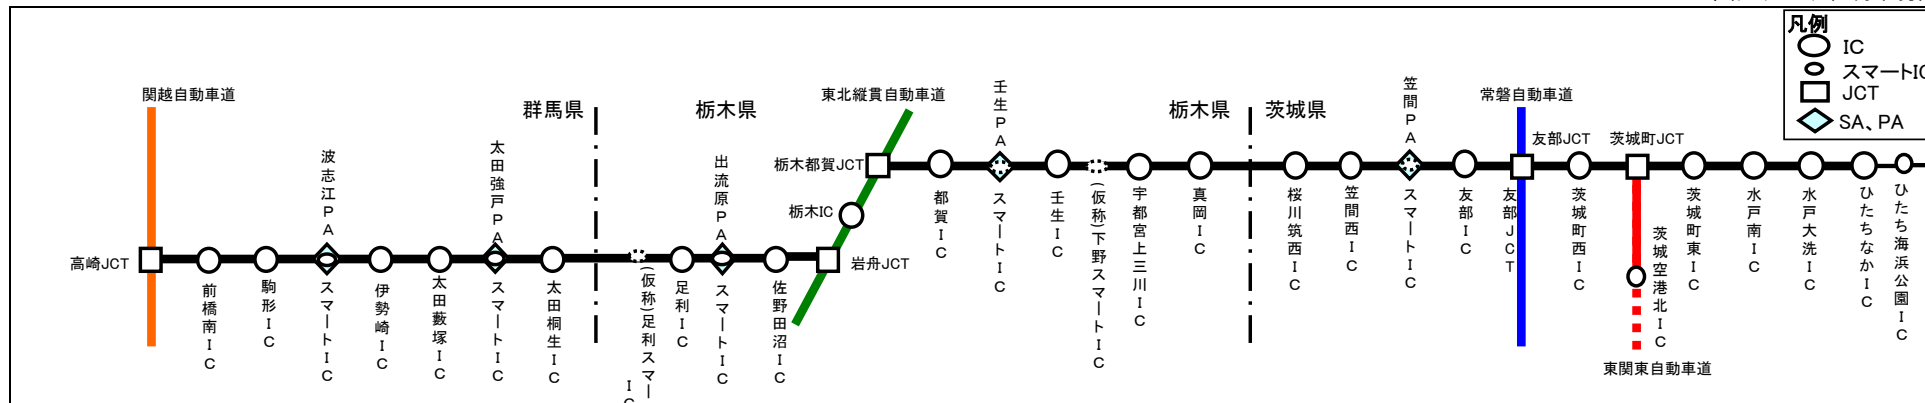 凡例
IC
スマートIC
JCT
SA、PA
関越自動車道
群馬県
栃木県
東北縦貫自動車道
栃木県
茨城県
常磐自動車道
友部JCT
茨城町JCT
高崎JCT
前橋南IC
駒形IC
波志江PA
スマートIC
伊勢崎IC
太田藪塚IC
太田強戸PA
スマートIC
太田桐生IC
(仮称)足利スマー
IC
足利IC
出流原PA
スマートIC
佐野田沼IC
岩舟JCT
栃木IC
栃木都賀JCT
都賀IC
壬生PA
スマートIC
壬生IC
(仮称)下野スマートIC
宇都宮上三川IC
真岡IC
桜川筑西IC
笠間西IC
笠間PA
スマートIC
友部IC
友部JCT
茨城町西IC
茨城空港北IC
東関東自動車道
茨城町東IC
水戸南IC
水戸大洗IC
ひたちなかIC
ひたち海浜公園IC